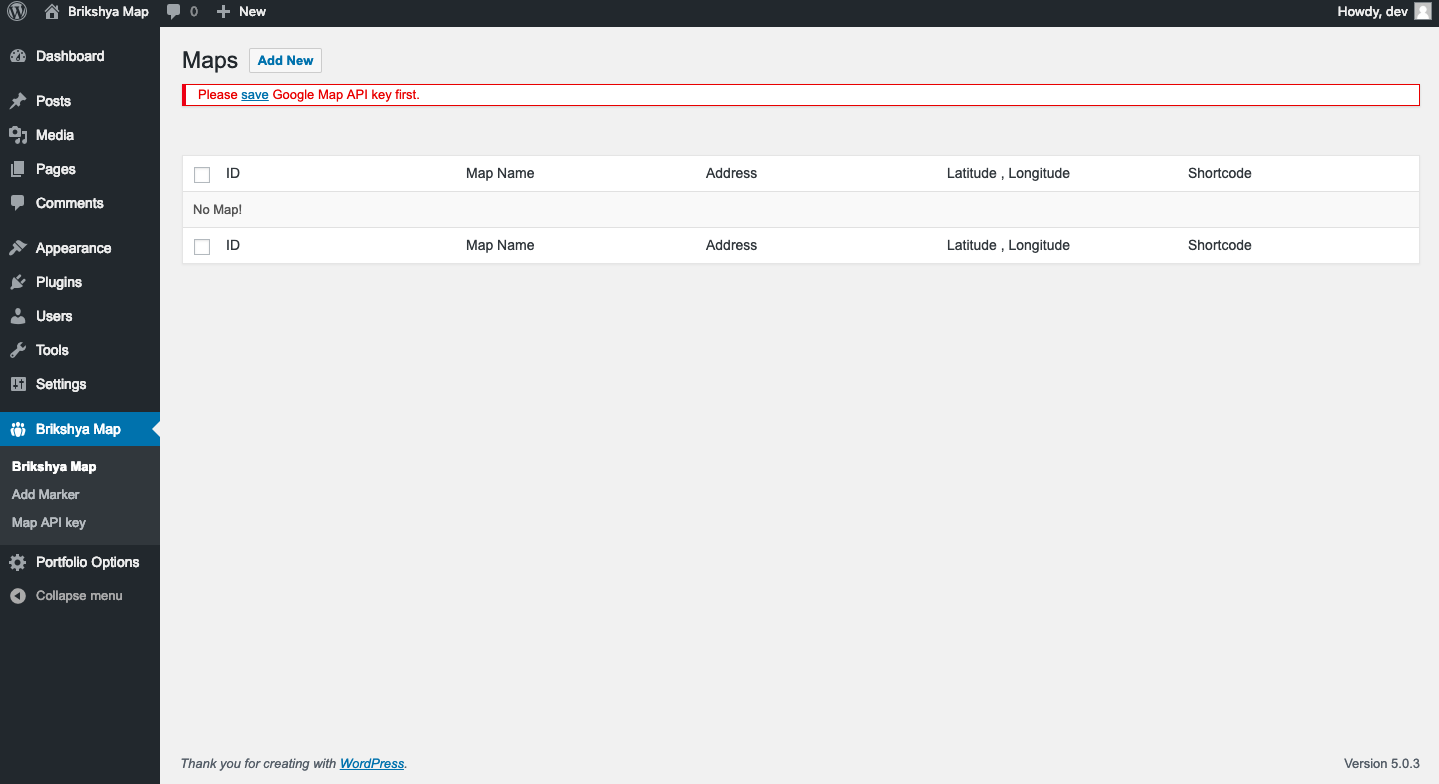 Brikshya Map 0 New Howdy, dev
Dashboard
Posts
Media
Pages
Comments
Appearance
Plugins
Users
Tools
Settings
Brikshya Map
Brikshya Map
Add Marker
Map API key
Portfolio Options
Collapse menu
Maps Add New
Please save Google Map API key first.
ID Map Name Address Latitude , Longitude Shortcode
No Map!
ID Map Name Address Latitude , Longitude Shortcode
Thank you for creating with WordPress. Version 5.0.3